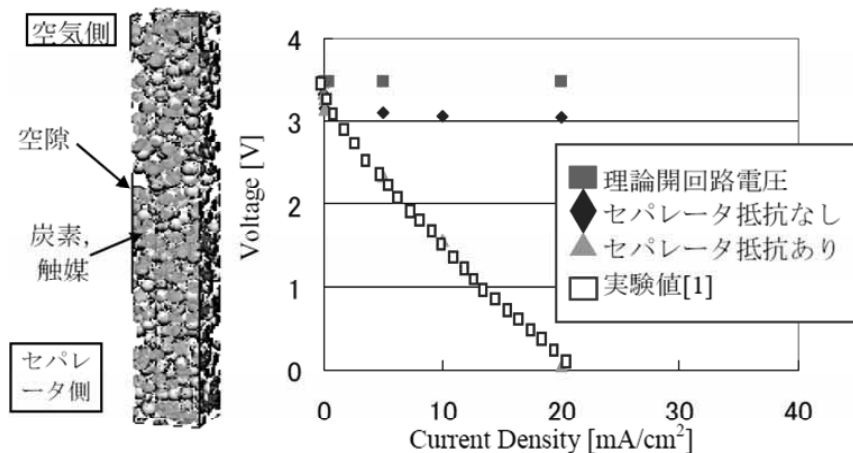 空気側
空隙
炭素,
触媒
セパレ
ータ側
Voltage [V]
4
3
2
1
0
0
10
20
30
40
Current Density [mA/cm²]
理論開回路電圧
セパレータ抵抗なし
セパレータ抵抗あり
実験値[1]